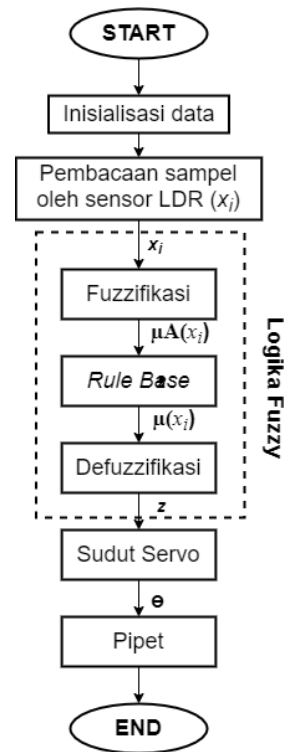 START
Inisialisasi data
Pembacaan sampel
oleh sensor LDR (xᵢ)
xᵢ
Fuzzifikasi
μA(xᵢ)
Rule Base
μ(xᵢ)
Defuzzifikasi
z
Logika Fuzzy
Sudut Servo
ɵ
Pipet
END